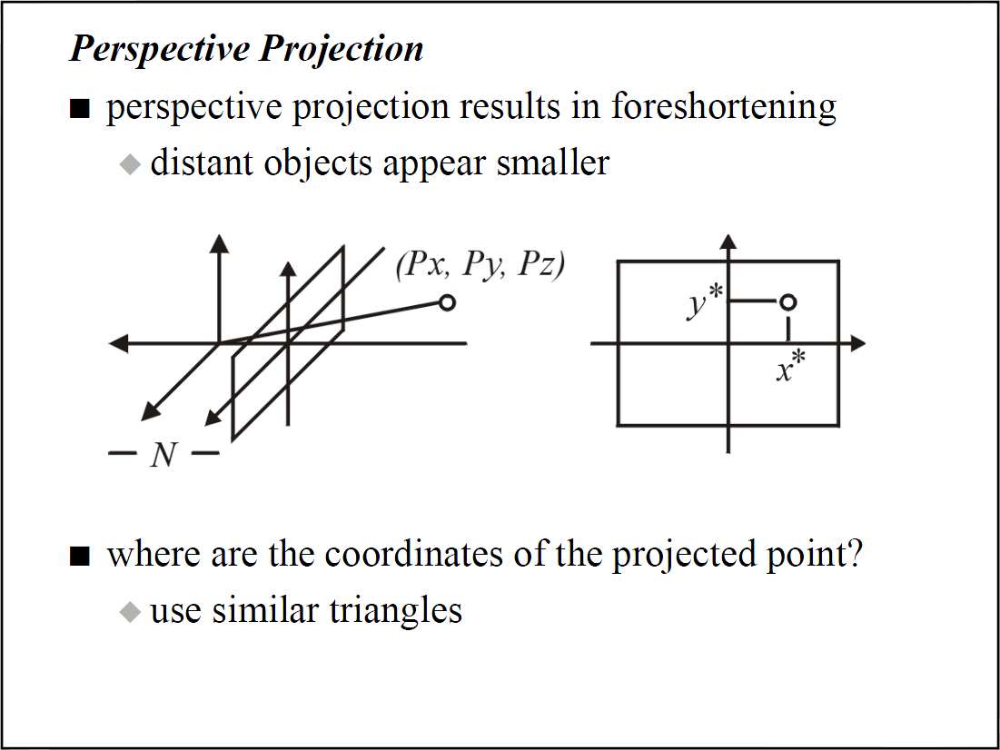 Perspective Projection
■ perspective projection results in foreshortening
◆ distant objects appear smaller
(Px, Py, Pz)
y*
x*
— N —
■ where are the coordinates of the projected point?
◆ use similar triangles